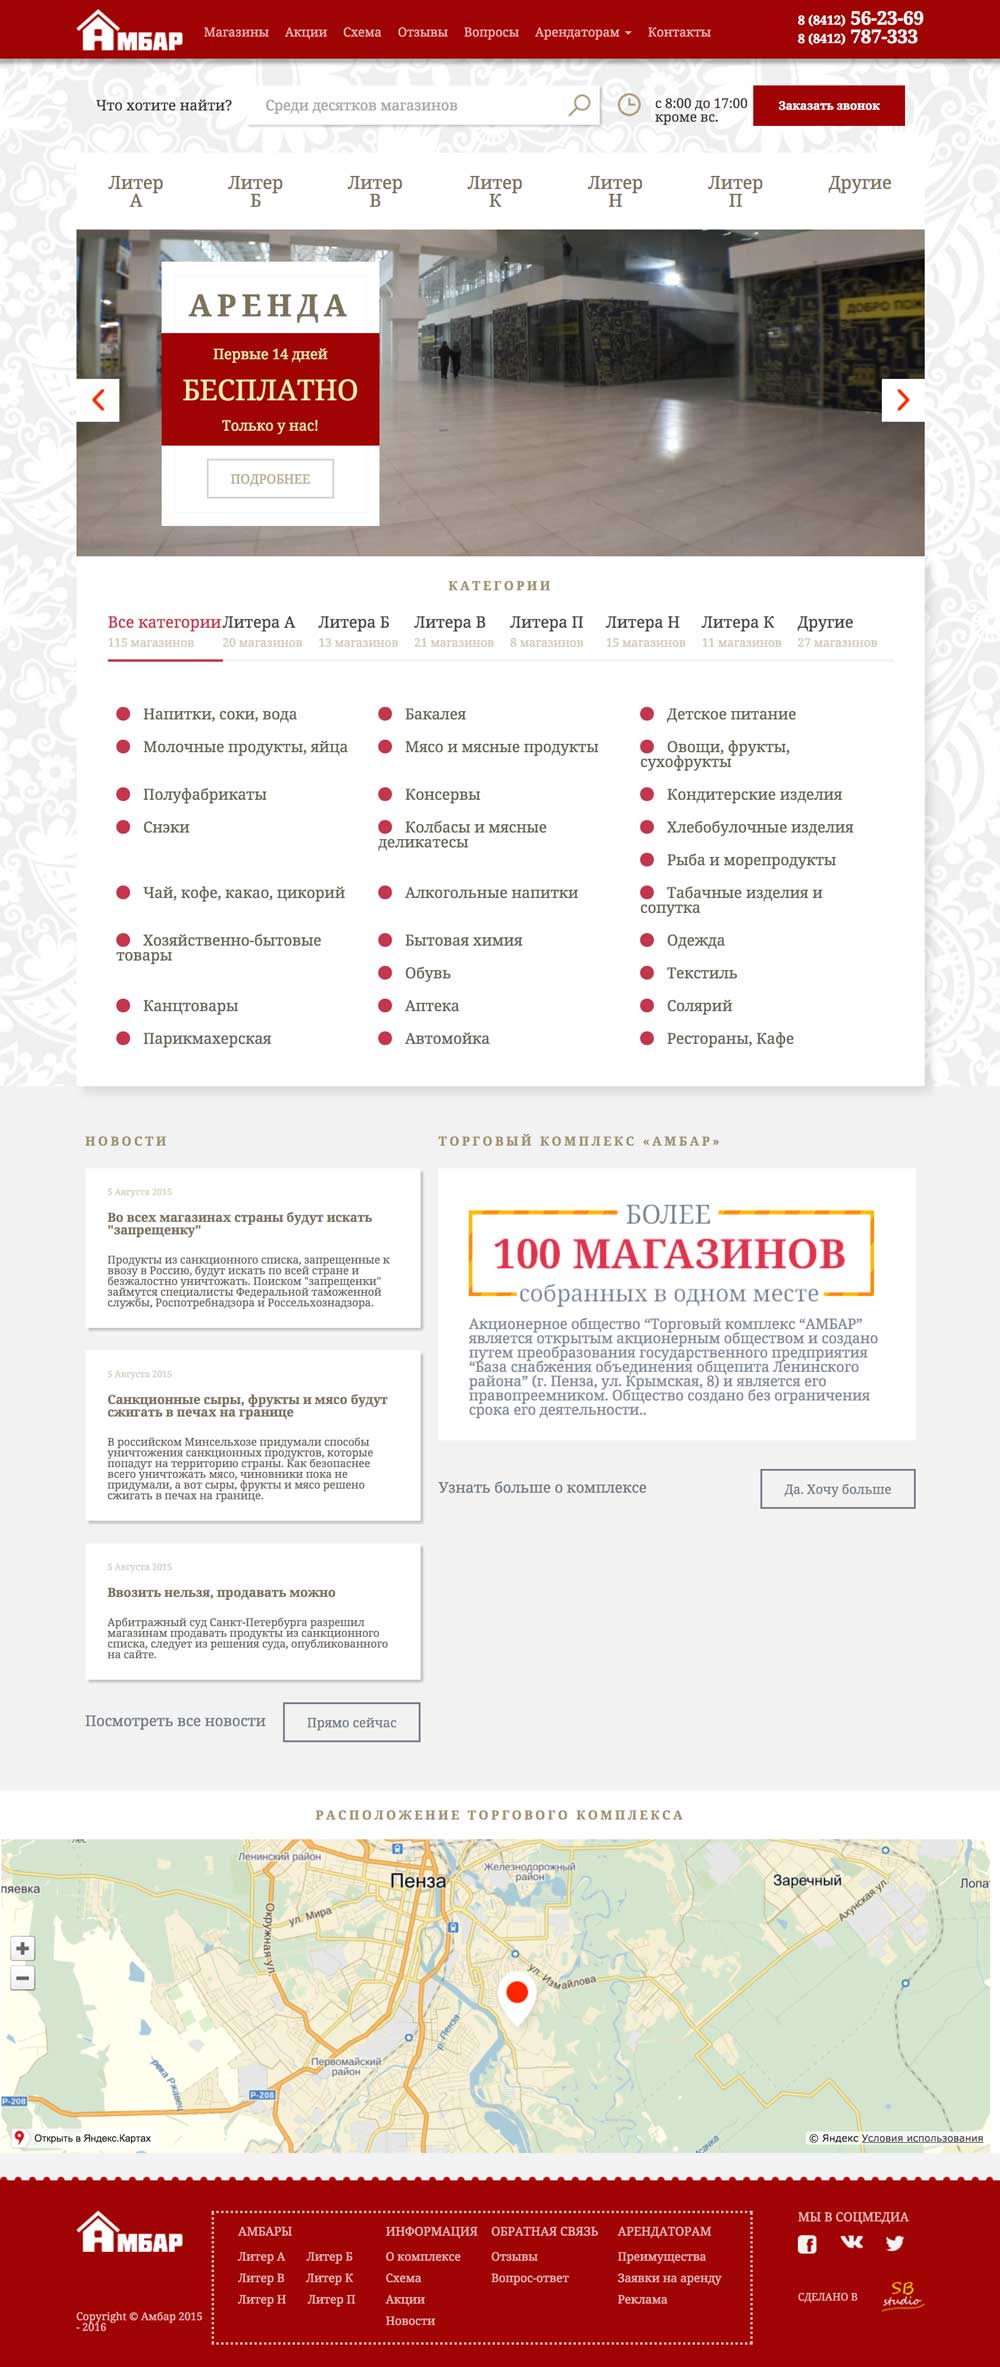 АМБАР
Магазины Акции Схема Отзывы Вопросы Арендаторам Контакты
8 (8412) 56-23-69
8 (8412) 787-333
Что хотите найти?
Среди десятков магазинов
с 8:00 до 17:00
кроме вс.
Заказать звонок
Литер А
Литер Б
Литер В
Литер К
Литер Н
Литер П
Другие
АРЕНДА
Первые 14 дней
БЕСПЛАТНО
Только у нас!
ПОДРОБНЕЕ
КАТЕГОРИИ
Все категории Литера А Литера Б Литера В Литера П Литера Н Литера К Другие
115 магазинов 20 магазинов 13 магазинов 21 магазинов 8 магазинов 15 магазинов 11 магазинов 27 магазинов
Напитки, соки, вода
Бакалея
Детское питание
Молочные продукты, яйца
Мясо и мясные продукты
Овощи, фрукты,
сухофрукты
Полуфабрикаты
Консервы
Кондитерские изделия
Снэки
Колбасы и мясные
деликатесы
Хлебобулочные изделия
Рыба и морепродукты
Чай, кофе, какао, цикорий
Алкогольные напитки
Табачные изделия и
сопутка
Хозяйственно-бытовые
товары
Бытовая химия
Одежда
Обувь
Текстиль
Канцтовары
Аптека
Солярий
Парикмахерская
Автомойка
Рестораны, Кафе
НОВОСТИ
5 Августа 2015
Во всех магазинах страны будут искать
"запрещенку"
Продукты из санкционного списка, запрещенные к
ввозу в Россию, будут искать по всей стране и
безжалостно уничтожать. Поиском "запрещенки"
займутся специалисты Федеральной таможенной
службы, Роспотребнадзора и Россельхознадзора.
5 Августа 2015
Санкционные сыры, фрукты и мясо будут
сжигать в печах на границе
В российском Минсельхозе придумали способы
уничтожения санкционных продуктов, которые
попадут на территорию страны. Как безопаснее
всего уничтожать мясо, чиновники пока не
придумали, а вот сыры, фрукты и мясо решено
сжигать в печах на границе.
5 Августа 2015
Ввозить нельзя, продавать можно
Арбитражный суд Санкт-Петербурга разрешил
магазинам продавать продукты из санкционного
списка, следует из решения суда, опубликованного
на сайте.
Посмотреть все новости
Прямо сейчас
ТОРГОВЫЙ КОМПЛЕКС «АМБАР»
БОЛЕЕ
100 МАГАЗИНОВ
собранных в одном месте
Акционерное общество “Торговый комплекс “АМБАР”
является открытым акционерным обществом и создано
путем преобразования государственного предприятия
“База снабжения объединения общепита Ленинского
района” (г. Пенза, ул. Крымская, 8) и является его
правопреемником. Общество создано без ограничения
срока его деятельности..
Узнать больше о комплексе
Да. Хочу больше
РАСПОЛОЖЕНИЕ ТОРГОВОГО КОМПЛЕКСА
лес
Ленинский район
Железнодорожный
район
Пенза
Заречный
Лопат
пяевка
Окружная ул.
ул. Мира
Ахунская ул.
ул. Измайлова
р. Пенза
Первомайский
район
река Ржавец
Р-208
Р-208
Открыть в Яндекс.Картах
© Яндекс Условия использования
АМБАР
Copyright © Амбар 2015
- 2016
АМБАРЫ
Литер А Литер Б
Литер В Литер К
Литер Н Литер П
ИНФОРМАЦИЯ
О комплексе
Схема
Акции
Новости
ОБРАТНАЯ СВЯЗЬ
Отзывы
Вопрос-ответ
АРЕНДАТОРАМ
Преимущества
Заявки на аренду
Реклама
МЫ В СОЦМЕДИА
СДЕЛАНО В
SB
studio